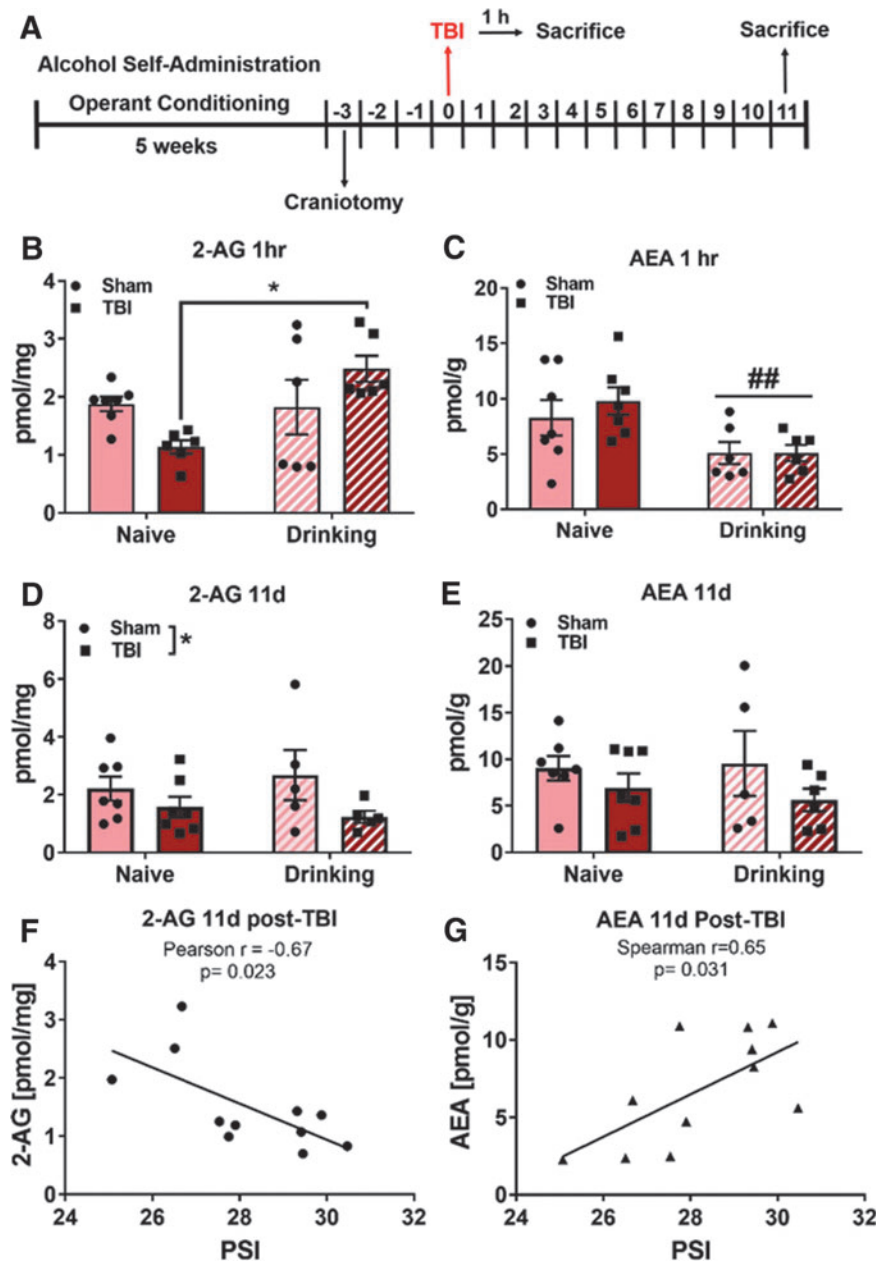 A
TBI 1 h Sacrifice Sacrifice
Alcohol Self-Administration
Operant Conditioning -3 -2 -1 0 1 2 3 4 5 6 7 8 9 10 11
5 weeks
Craniotomy
B 2-AG 1hr
Sham
TBI
*
pmol/mg
4
3
2
1
0
Naive Drinking
C AEA 1 hr
Sham
TBI
##
pmol/g
20
15
10
5
0
Naive Drinking
D 2-AG 11d
Sham
TBI
*
pmol/mg
8
6
4
2
0
Naive Drinking
E AEA 11d
Sham
TBI
pmol/g
25
20
15
10
5
0
Naive Drinking
F 2-AG 11d post-TBI
Pearson r = -0.67
p= 0.023
2-AG [pmol/mg]
4
3
2
1
0
24 26 28 30 32
PSI
G AEA 11d Post-TBI
Spearman r=0.65
p= 0.031
AEA [pmol/g]
15
10
5
0
24 26 28 30 32
PSI